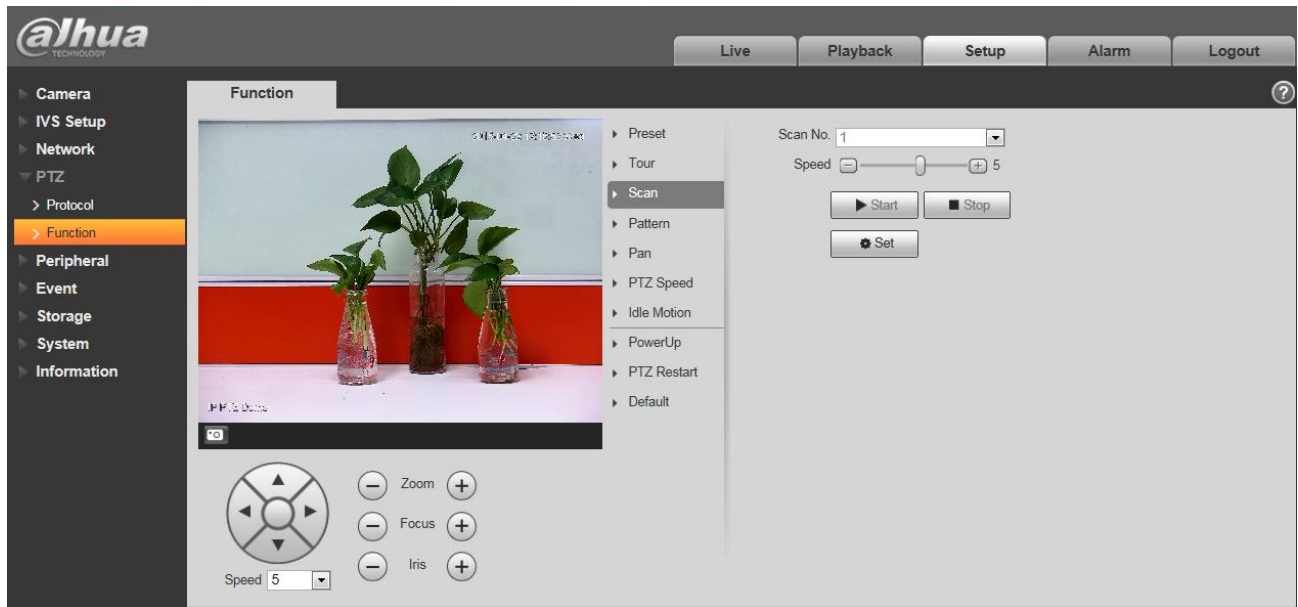 alhua
TECHNOLOGY
Live
Playback
Setup
Alarm
Logout
Camera
IVS Setup
Network
PTZ
Protocol
Function
Peripheral
Event
Storage
System
Information
Function
?
Preset
Tour
Scan
Pattern
Pan
PTZ Speed
Idle Motion
PowerUp
PTZ Restart
Default
Scan No. 1
Speed 5
Start
Stop
Set
Zoom
Focus
Iris
Speed 5